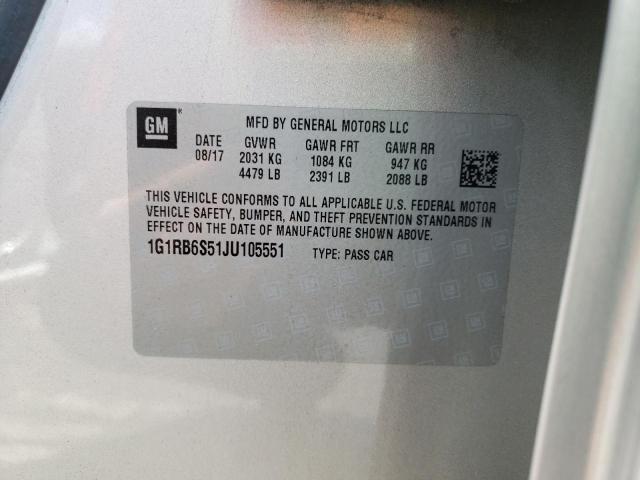 GM ®
MFD BY GENERAL MOTORS LLC
DATE GVWR GAWR FRT GAWR RR
08/17 2031 KG 1084 KG 947 KG
4479 LB 2391 LB 2088 LB
THIS VEHICLE CONFORMS TO ALL APPLICABLE U.S. FEDERAL MOTOR
VEHICLE SAFETY, BUMPER, AND THEFT PREVENTION STANDARDS IN
EFFECT ON THE DATE OF MANUFACTURE SHOWN ABOVE.
1G1RB6S51JU105551 TYPE: PASS CAR